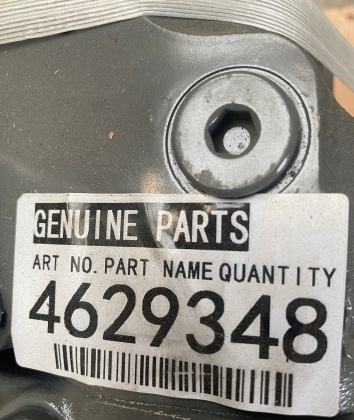 GENUINE PARTS
ART NO. PART NAME QUANTITY
4629348